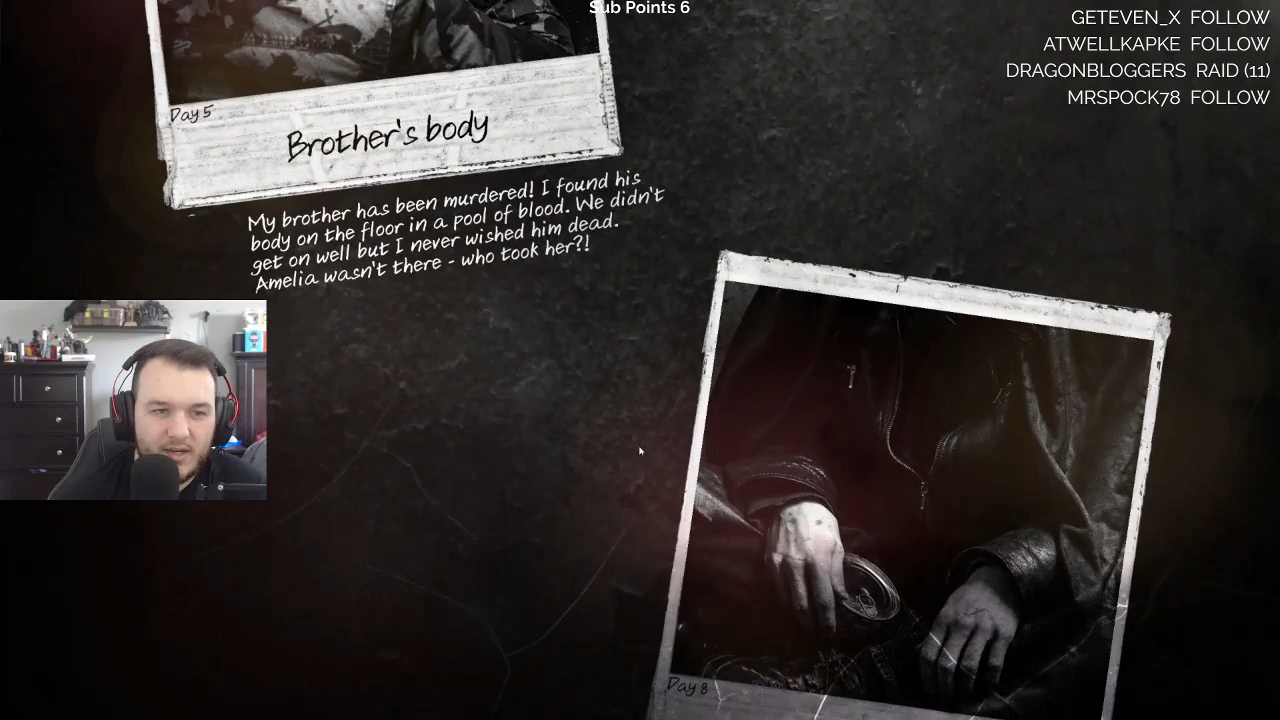 Sub Points 6
GETEVEN_X FOLLOW
ATWELLKAPKE FOLLOW
DRAGONBLOGGERS RAID (11)
MRSPOCK78 FOLLOW
Day 5
Brother's body
My brother has been murdered! I found his
body on the floor in a pool of blood. We didn't
get on well but I never wished him dead.
Amelia wasn't there - who took her?!
Day 8